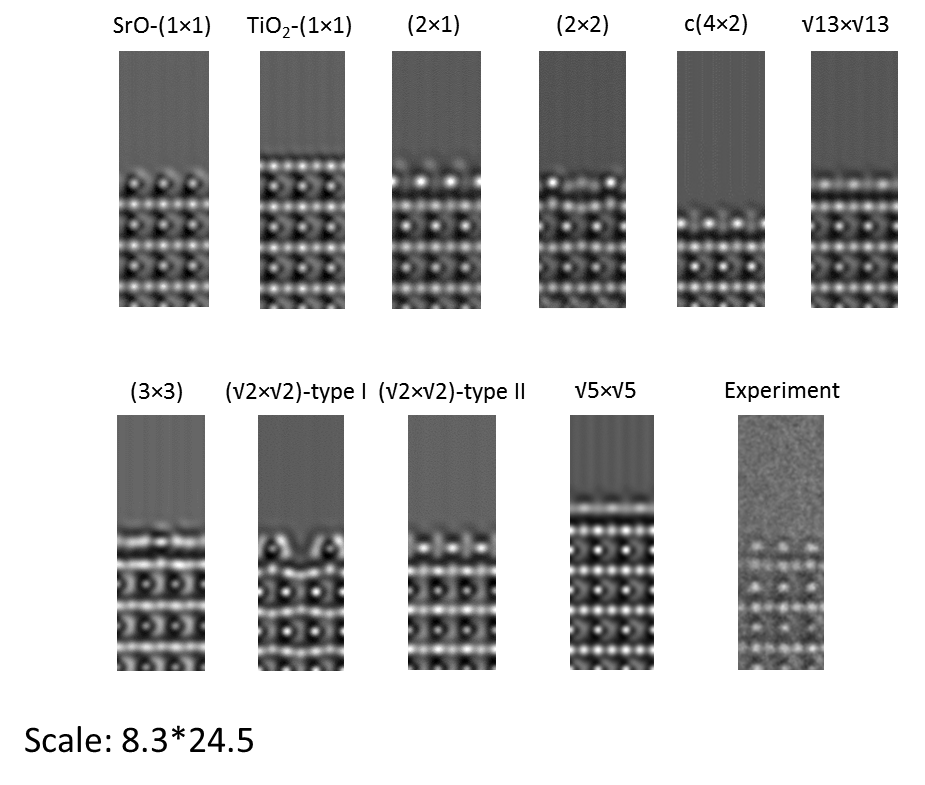 SrO-(1×1) TiO₂-(1×1) (2×1) (2×2) c(4×2) √13×√13
(3×3) (√2×√2)-type I (√2×√2)-type II √5×√5 Experiment
Scale: 8.3*24.5